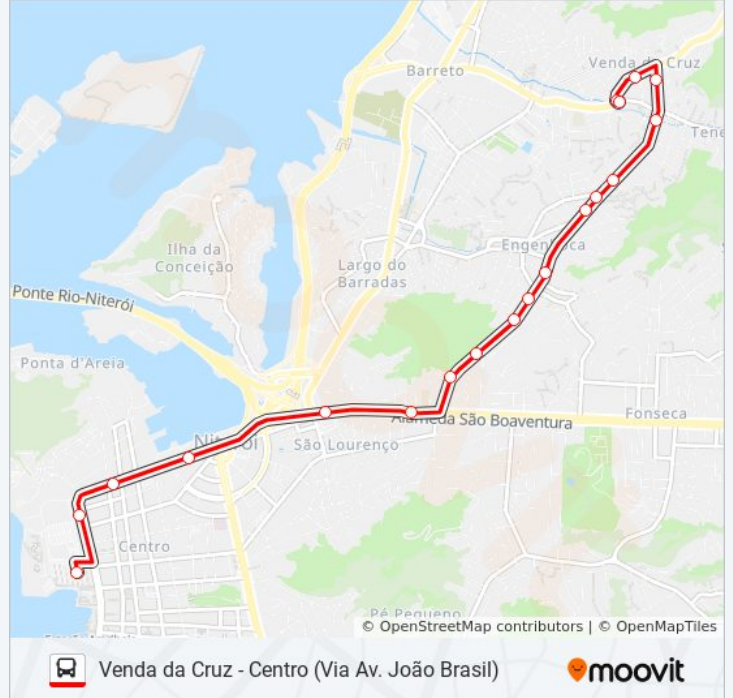 Barreto
Venda da Cruz
Tene
Engenhoca
Ilha da
Conceição
Largo do
Barradas
Ponte Rio-Niterói
Ponta d'Areia
Alameda São Boaventura
Fonseca
Niterói
São Lourenço
Centro
Pé Pequeno
© OpenStreetMap contributors | © OpenMapTiles
Venda da Cruz - Centro (Via Av. João Brasil)
moovit